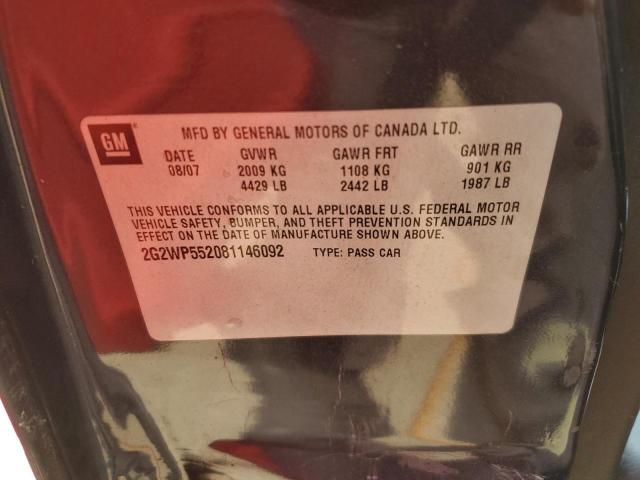 GM
MFD BY GENERAL MOTORS OF CANADA LTD.
DATE GVWR GAWR FRT GAWR RR
08/07 2009 KG 1108 KG 901 KG
4429 LB 2442 LB 1987 LB
THIS VEHICLE CONFORMS TO ALL APPLICABLE U.S. FEDERAL MOTOR
VEHICLE SAFETY, BUMPER, AND THEFT PREVENTION STANDARDS IN
EFFECT ON THE DATE OF MANUFACTURE SHOWN ABOVE.
2G2WP552081146092 TYPE: PASS CAR